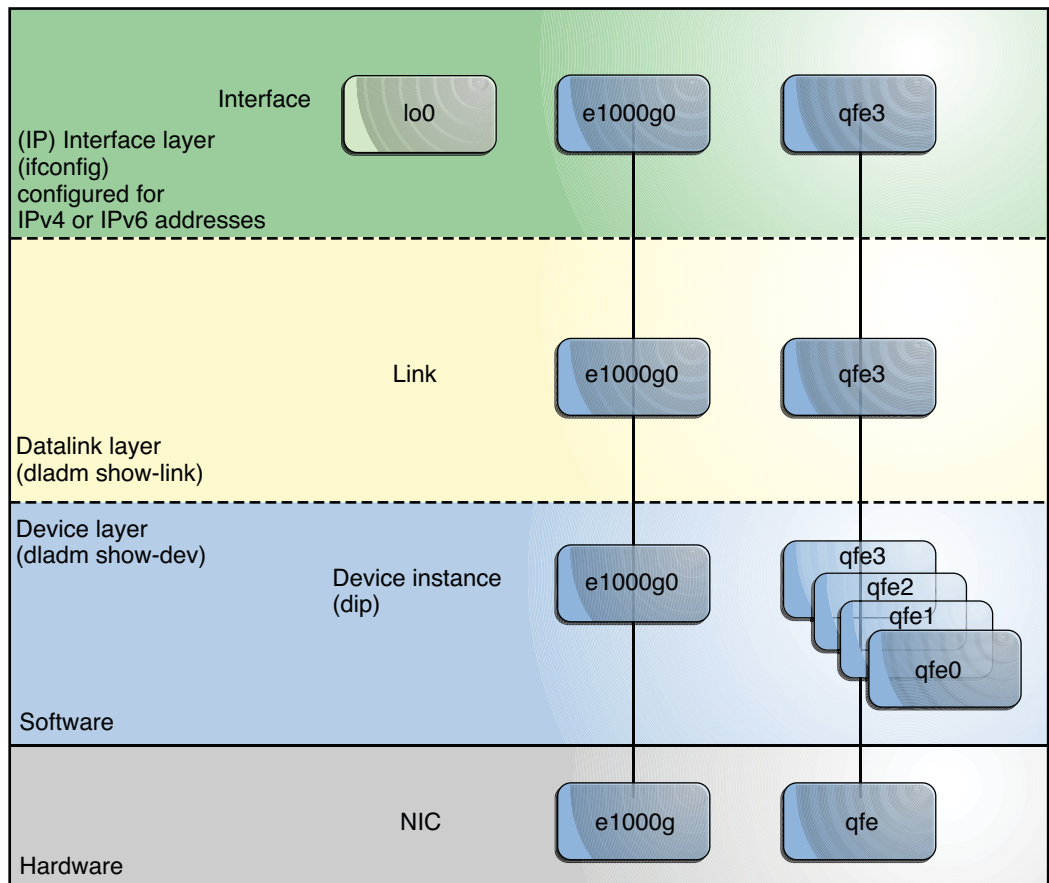 Interface
lo0
e1000g0
qfe3
(IP) Interface layer
(ifconfig)
configured for
IPv4 or IPv6 addresses
Link
e1000g0
qfe3
Datalink layer
(dladm show-link)
Device layer
(dladm show-dev)
Device instance
(dip)
e1000g0
qfe3
qfe2
qfe1
qfe0
Software
NIC
e1000g
qfe
Hardware